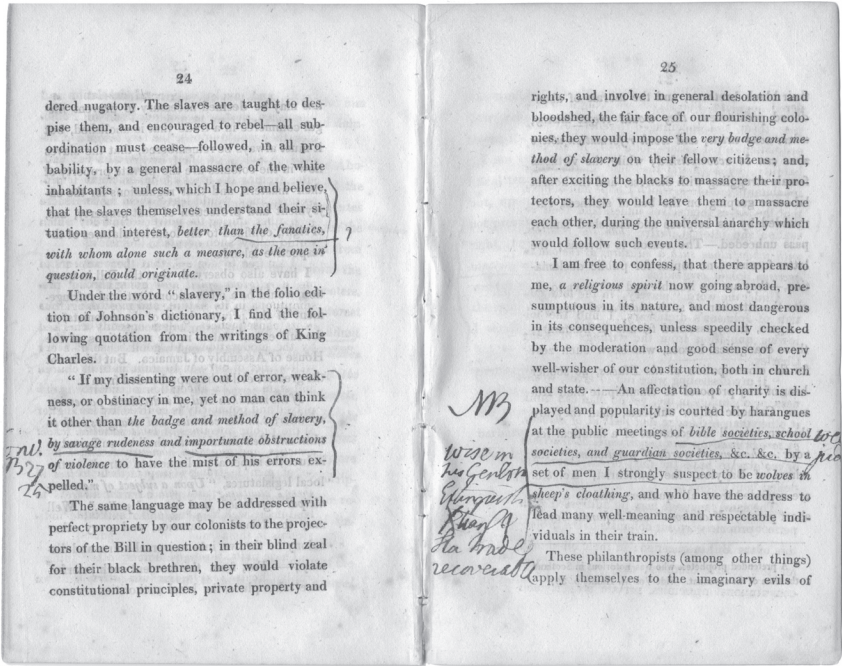 24
dered nugatory. The slaves are taught to des-
pise them, and encouraged to rebel—all sub-
ordination must cease—followed, in all pro-
bability, by a general massacre of the white
inhabitants ; unless, which I hope and believe,
that the slaves themselves understand their si-
tuation and interest, better than the fanatics,
?
with whom alone such a measure, as the one in
question, could originate.
Under the word “ slavery,” in the folio edi-
tion of Johnson's dictionary, I find the fol-
lowing quotation from the writings of King
Charles.
“ If my dissenting were out of error, weak-
ness, or obstinacy in me, yet no man can think
it other than the badge and method of slavery,
by savage rudeness and importunate obstructions
of violence to have the mist of his errors ex-
pelled.”
The same language may be addressed with
perfect propriety by our colonists to the projec-
tors of the Bill in question ; in their blind zeal
for their black brethren, they would violate
constitutional principles, private property and
25
rights, and involve in general desolation and
bloodshed, the fair face of our flourishing colo-
nies, they would impose the very badge and me-
thod of slavery on their fellow citizens ; and,
after exciting the blacks to massacre their pro-
tectors, they would leave them to massacre
each other, during the universal anarchy which
would follow such events.
I am free to confess, that there appears to
me, a religious spirit now going abroad, pre-
sumptuous in its nature, and most dangerous
in its consequences, unless speedily checked
by the moderation and good sense of every
well-wisher of our constitution, both in church
and state.——An affectation of charity is dis-
NB
played and popularity is courted by harangues
at the public meetings of bible societies, school
societies, and guardian societies, &c. &c. by a
set of men I strongly suspect to be wolves in
sheep's cloathing, and who have the address to
lead many well-meaning and respectable indi-
viduals in their train.
These philanthropists (among other things)
apply themselves to the imaginary evils of